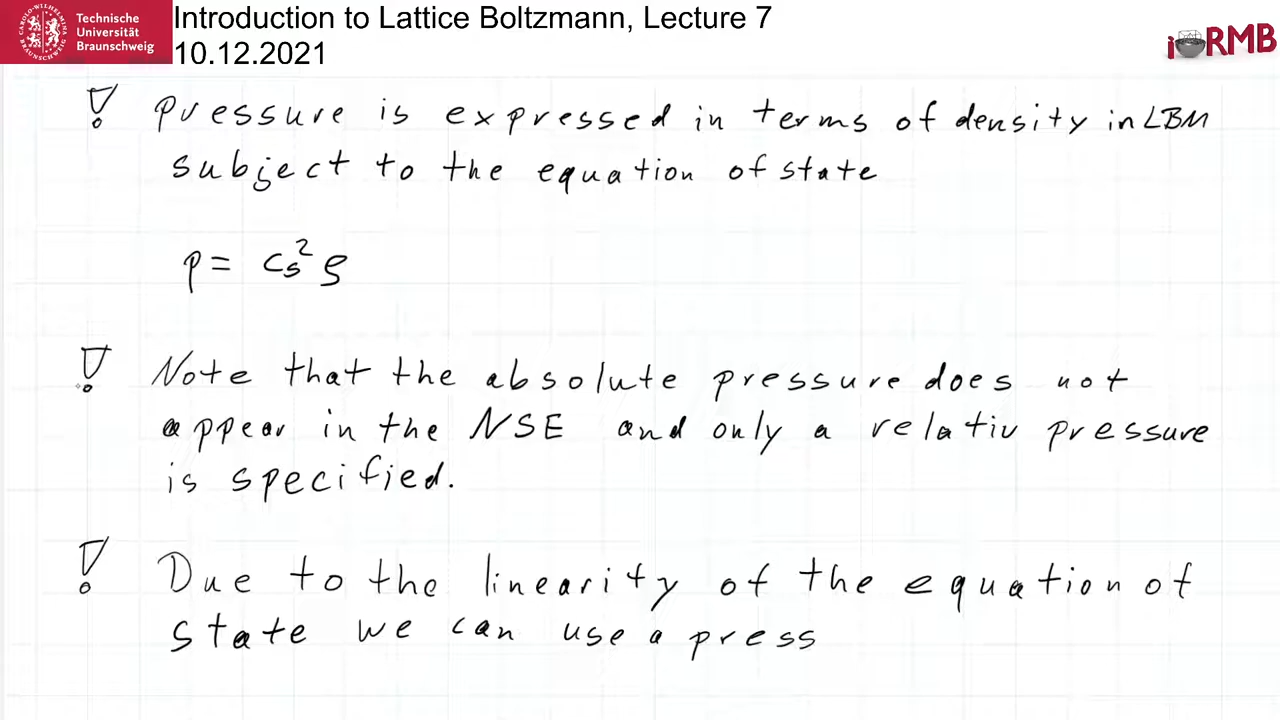 Technische
Universität
Braunschweig
Introduction to Lattice Boltzmann, Lecture 7
10.12.2021
iRMB
! Pressure is expressed in terms of density in LBM
subject to the equation of state
p = cs² ρ
! Note that the absolute pressure does not
appear in the NSE and only a relativ pressure
is specified.
! Due to the linearity of the equation of
state we can use a press